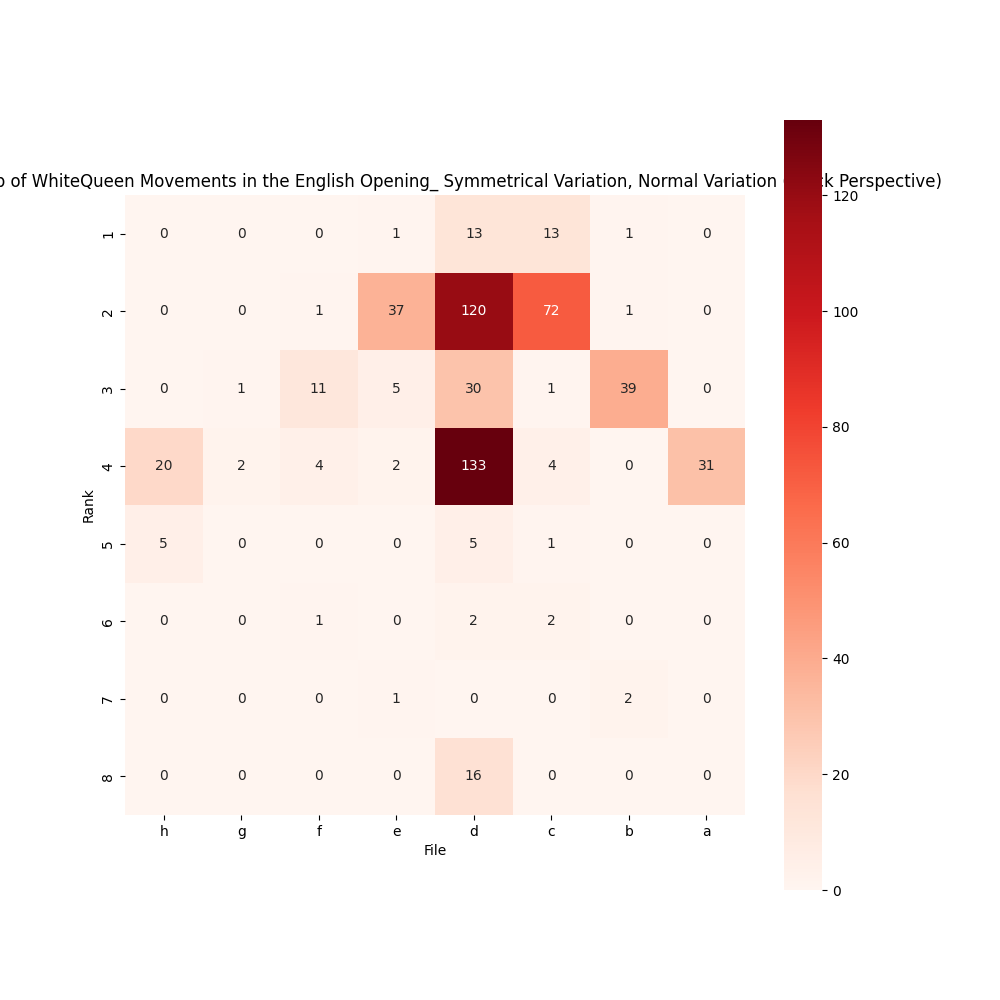 of WhiteQueen Movements in the English Opening_ Symmetrical Variation, Normal Variation Perspective)
120
1 0 0 0 1 13 13 1 0
2 0 0 1 37 120 72 1 0
100
3 0 1 11 5 30 1 39 0
80
4 20 2 4 2 133 4 0 31
Rank
5 5 0 0 0 5 1 0 0
60
6 0 0 1 0 2 2 0 0
40
7 0 0 0 1 0 0 2 0
8 0 0 0 0 16 0 0 0
20
h g f e d c b a
File
0